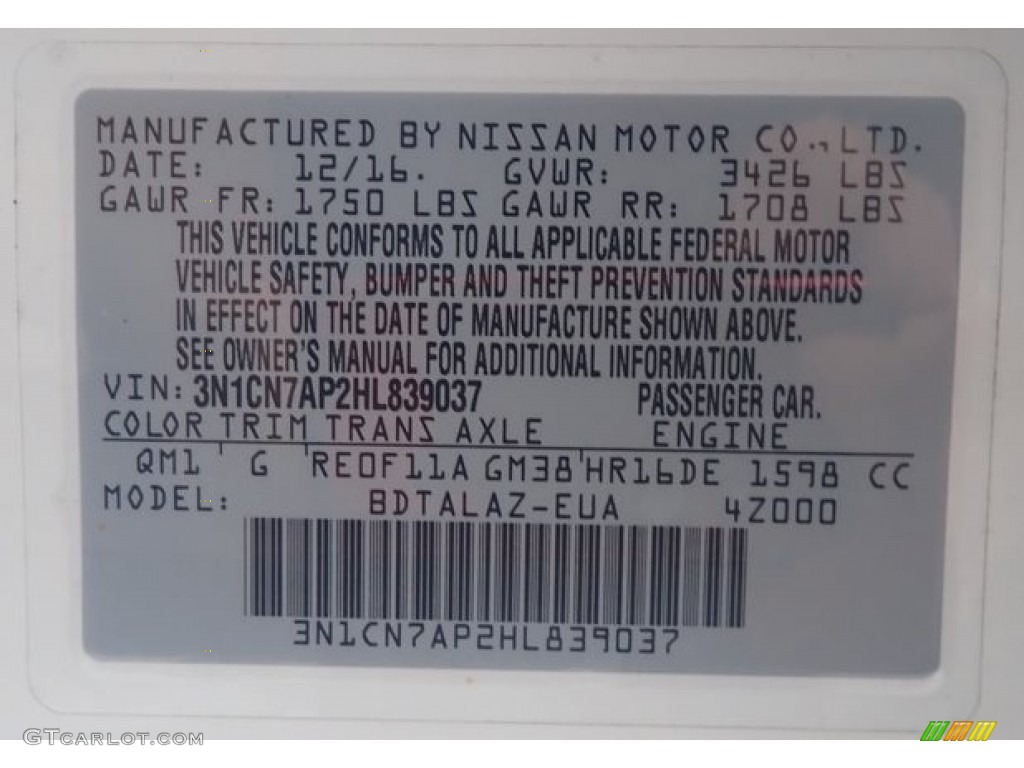 MANUFACTURED BY NISSAN MOTOR CO., LTD.
DATE: 12/16. GVWR: 3426 LBS
GAWR FR: 1750 LBS GAWR RR: 1708 LBS
THIS VEHICLE CONFORMS TO ALL APPLICABLE FEDERAL MOTOR
VEHICLE SAFETY, BUMPER AND THEFT PREVENTION STANDARDS
IN EFFECT ON THE DATE OF MANUFACTURE SHOWN ABOVE.
SEE OWNER'S MANUAL FOR ADDITIONAL INFORMATION.
VIN: 3N1CN7AP2HL839037 PASSENGER CAR.
COLOR TRIM TRANS AXLE ENGINE
QM1 G RE0F11A GM38 HR16DE 1598 CC
MODEL: BDTALAZ-EUA 4Z000
3N1CN7AP2HL839037
GTCARLOT.COM